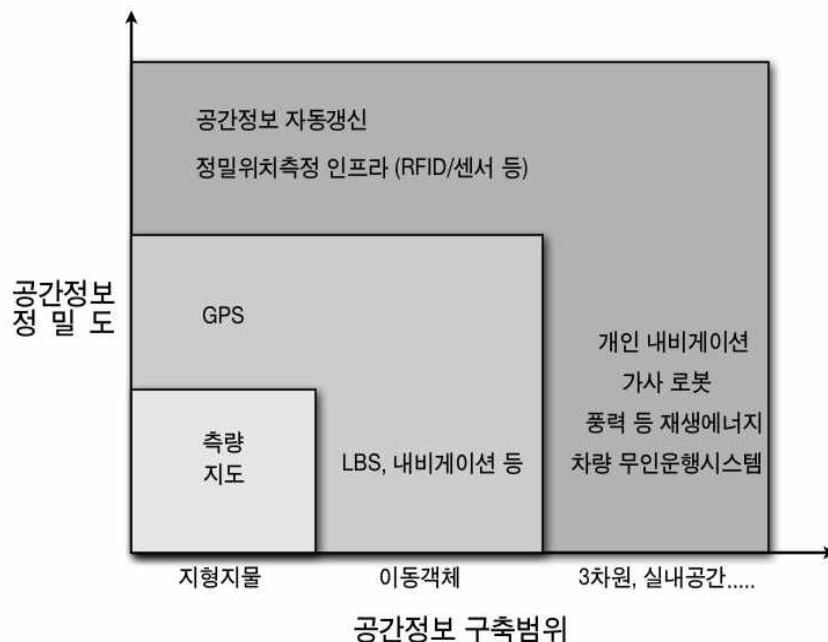 공간정보 자동갱신
정밀위치측정 인프라 (RFID/센서 등)
공간정보
정 밀 도
GPS
개인 내비게이션
가사 로봇
풍력 등 재생에너지
차량 무인운행시스템
측량
지도
LBS, 내비게이션 등
지형지물
이동객체
3차원, 실내공간.....
공간정보 구축범위